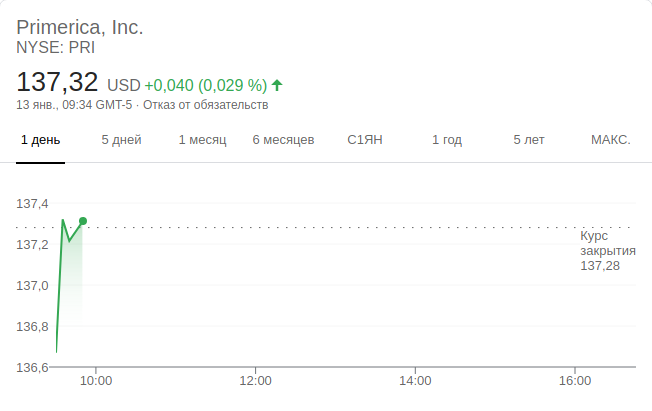 Primerica, Inc.
NYSE: PRI
137,32 USD +0,040 (0,029 %)
13 янв., 09:34 GMT-5 · Отказ от обязательств
1 день 5 дней 1 месяц 6 месяцев С1ЯН 1 год 5 лет МАКС.
137,4
137,2
137,0
136,8
136,6
Курс
закрытия
137,28
10:00 12:00 14:00 16:00